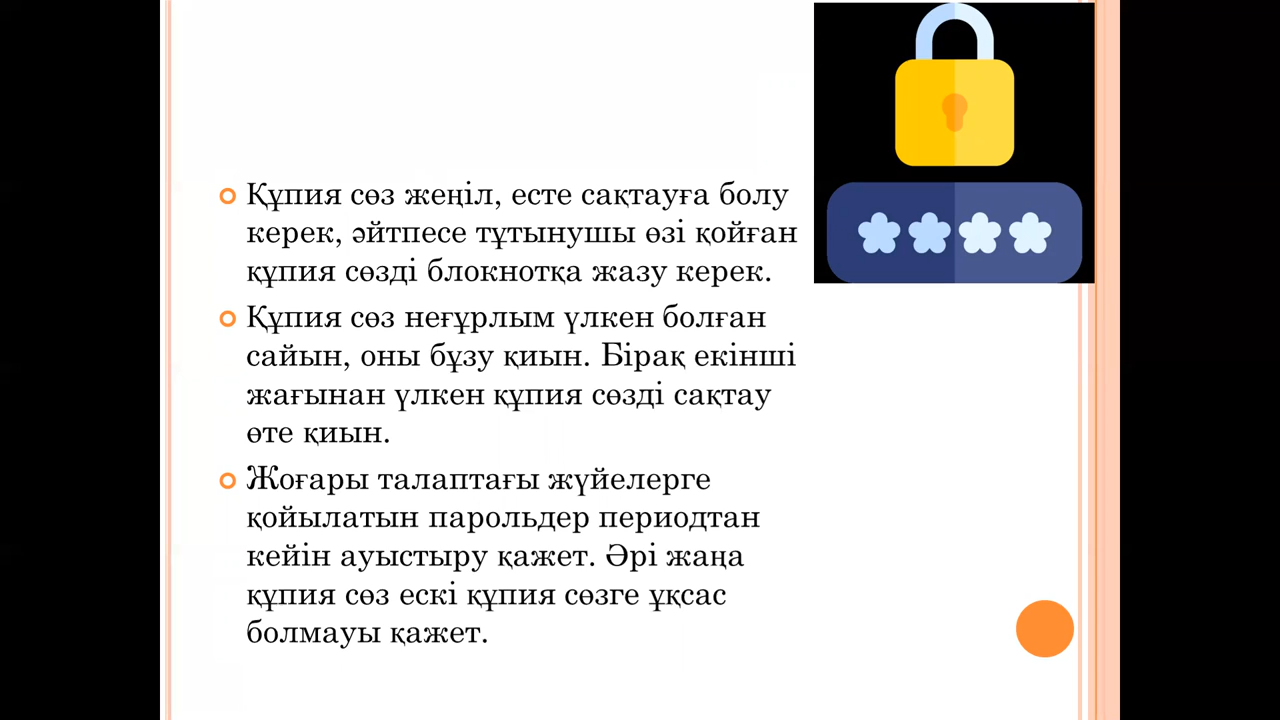 Құпия сөз жеңіл, есте сақтауға болу
керек, әйтпесе тұтынушы өзі қойған
құпия сөзді блокнотқа жазу керек.
Құпия сөз неғұрлым үлкен болған
сайын, оны бұзу қиын. Бірақ екінші
жағынан үлкен құпия сөзді сақтау
өте қиын.
Жоғары талаптағы жүйелерге
қойылатын парольдер периодтан
кейін ауыстыру қажет. Әрі жаңа
құпия сөз ескі құпия сөзге ұқсас
болмауы қажет.